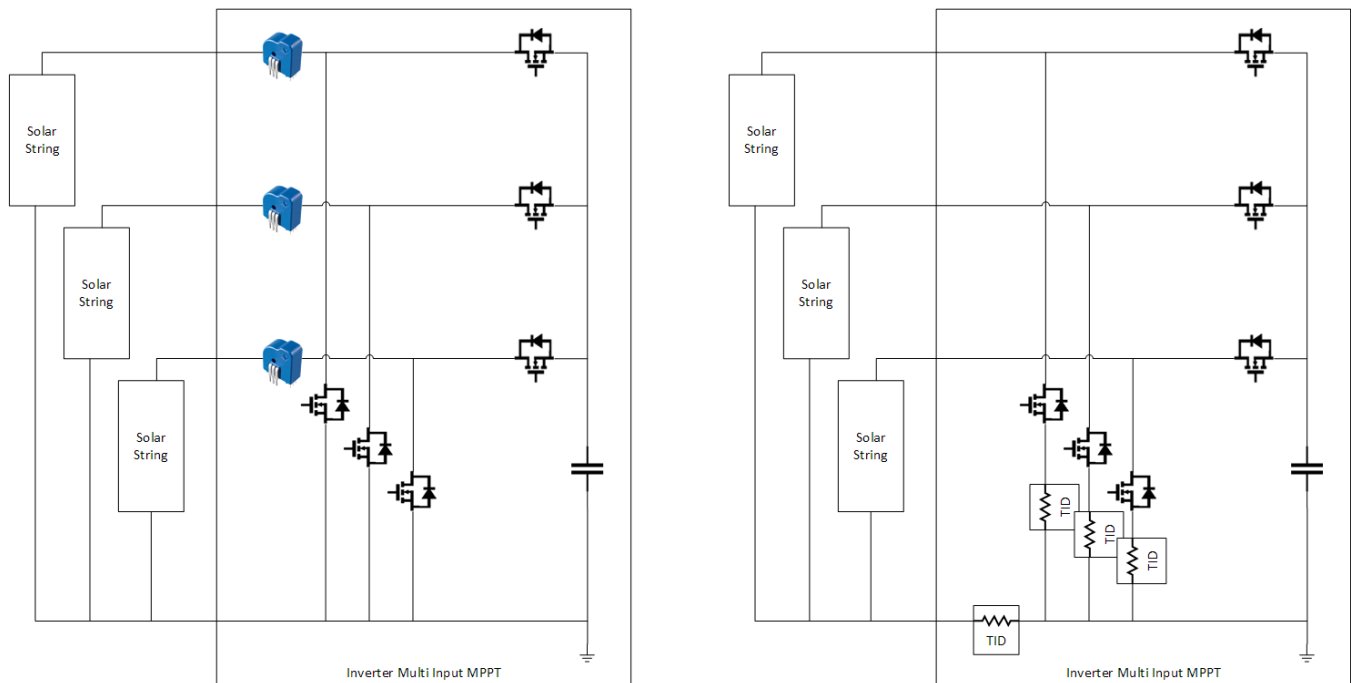 Solar
String
Solar
String
Solar
String
Inverter Multi Input MPPT
Solar
String
Solar
String
Solar
String
TID
TID
TID
TID
Inverter Multi Input MPPT